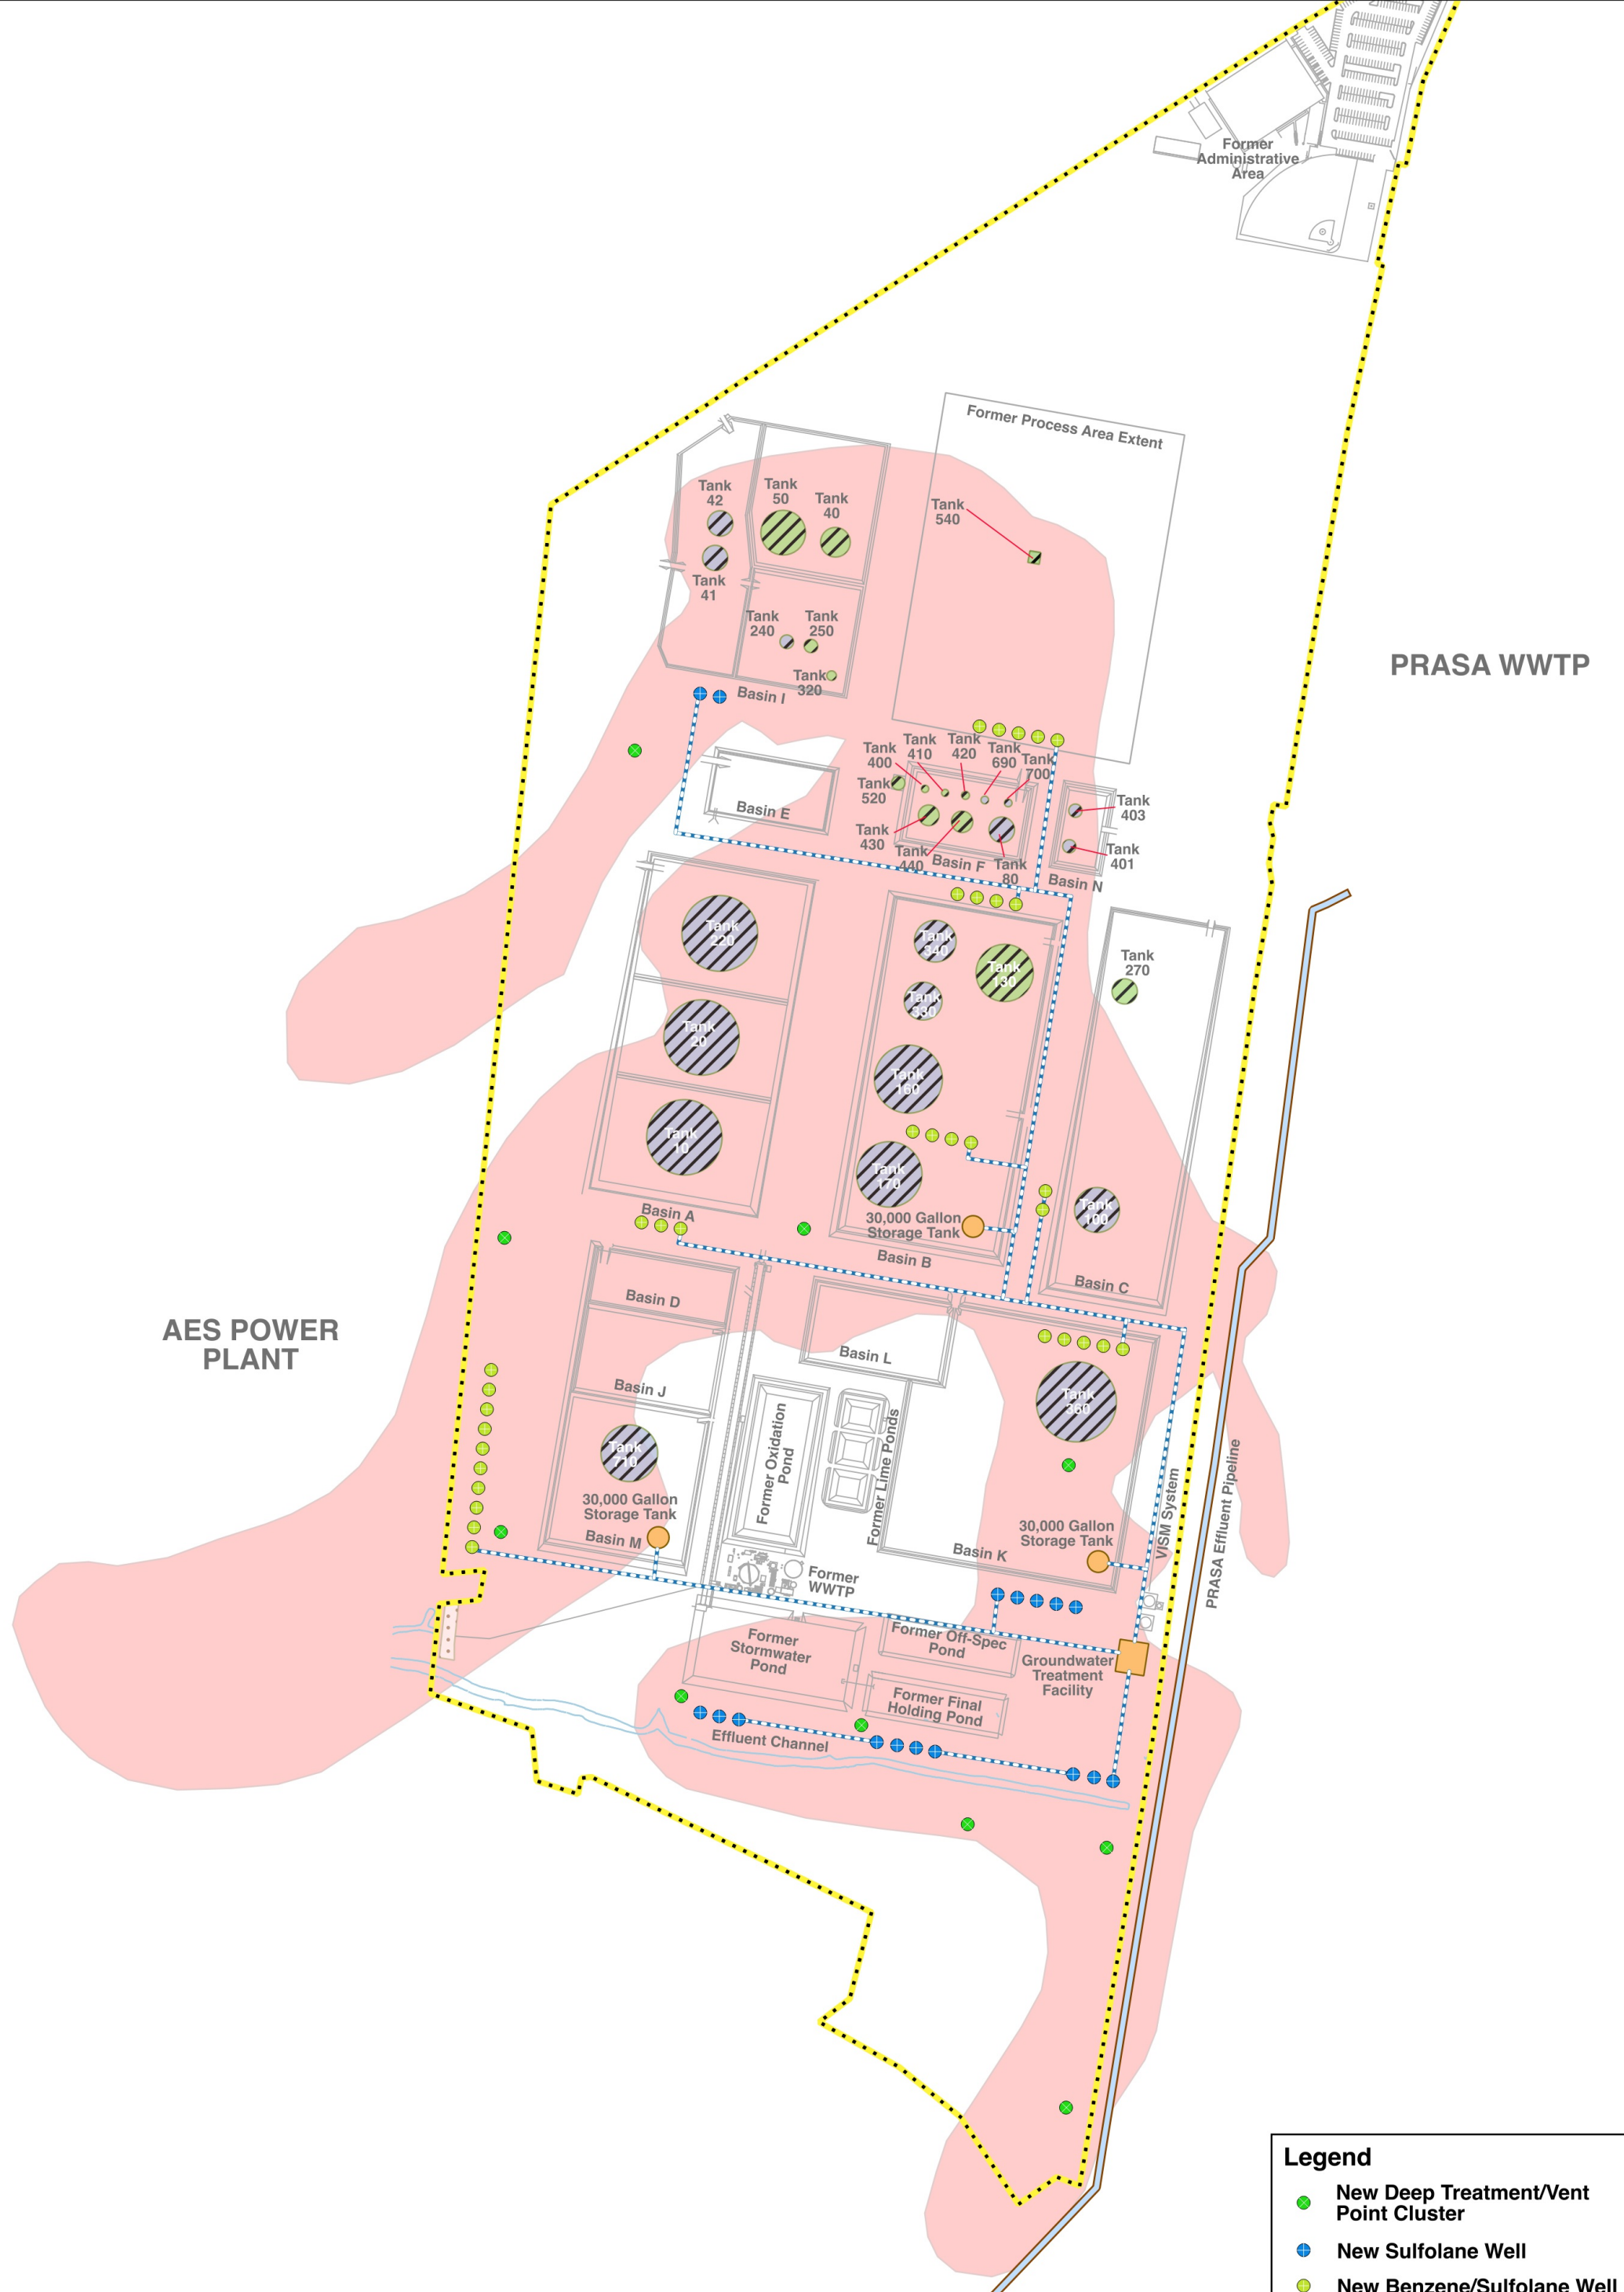 Former
Administrative
Area
Former Process Area Extent
Tank
42
Tank
50
Tank
40
Tank
540
Tank
41
Tank
240
Tank
250
Tank
320
Basin I
PRASA WWTP
Tank
400
Tank
410
Tank
420
Tank
690
Tank
700
Tank
520
Basin E
Tank
403
Tank
430
Tank
440
Basin F
Tank
80
Tank
401
Basin N
Tank
220
Tank
340
Tank
130
Tank
270
Tank
20
Tank
330
Tank
160
Tank
10
Tank
170
Basin A
30,000 Gallon
Storage Tank
Tank
100
Basin B
Basin C
Basin D
AES POWER
PLANT
Basin L
Basin J
Tank
360
Former Oxidation
Pond
Former Lime Ponds
Tank
710
30,000 Gallon
Storage Tank
Basin M
30,000 Gallon
Storage Tank
Basin K
VISM System
PRASA Effluent Pipeline
Former
WWTP
Former
Stormwater
Pond
Former Off-Spec
Pond
Groundwater
Treatment
Facility
Former Final
Holding Pond
Effluent Channel
Legend
New Deep Treatment/Vent
Point Cluster
New Sulfolane Well
New Benzene/Sulfolane Well